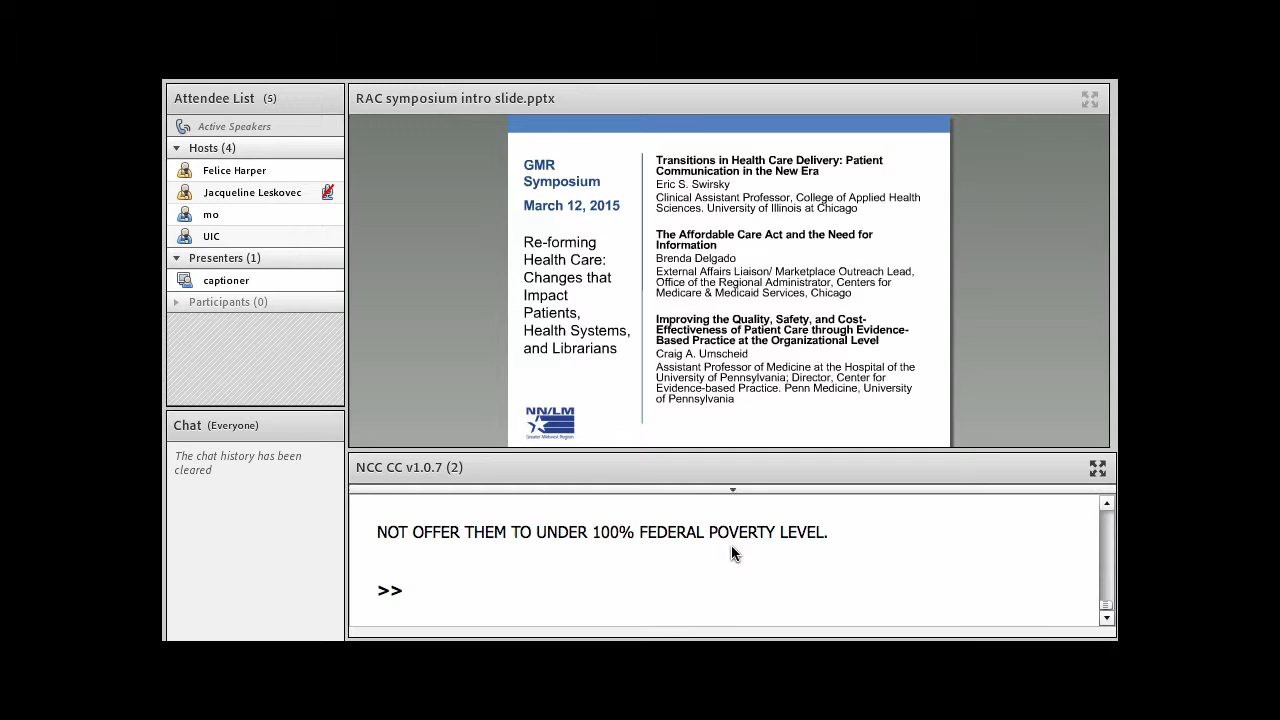 Attendee List (5)
Active Speakers
Hosts (4)
Felice Harper
Jacqueline Leskovec
mo
UIC
Presenters (1)
captioner
Participants (0)
Chat (Everyone)
The chat history has been
cleared
RAC symposium intro slide.pptx
GMR
Symposium
March 12, 2015
Re-forming
Health Care:
Changes that
Impact
Patients,
Health Systems,
and Librarians
NN/LM
Greater Midwest Region
Transitions in Health Care Delivery: Patient
Communication in the New Era
Eric S. Swirsky
Clinical Assistant Professor, College of Applied Health
Sciences. University of Illinois at Chicago
The Affordable Care Act and the Need for
Information
Brenda Delgado
External Affairs Liaison/ Marketplace Outreach Lead,
Office of the Regional Administrator, Centers for
Medicare & Medicaid Services, Chicago
Improving the Quality, Safety, and Cost-
Effectiveness of Patient Care through Evidence-
Based Practice at the Organizational Level
Craig A. Umscheid
Assistant Professor of Medicine at the Hospital of the
University of Pennsylvania; Director, Center for
Evidence-based Practice. Penn Medicine, University
of Pennsylvania
NCC CC v1.0.7 (2)
NOT OFFER THEM TO UNDER 100% FEDERAL POVERTY LEVEL.
>>